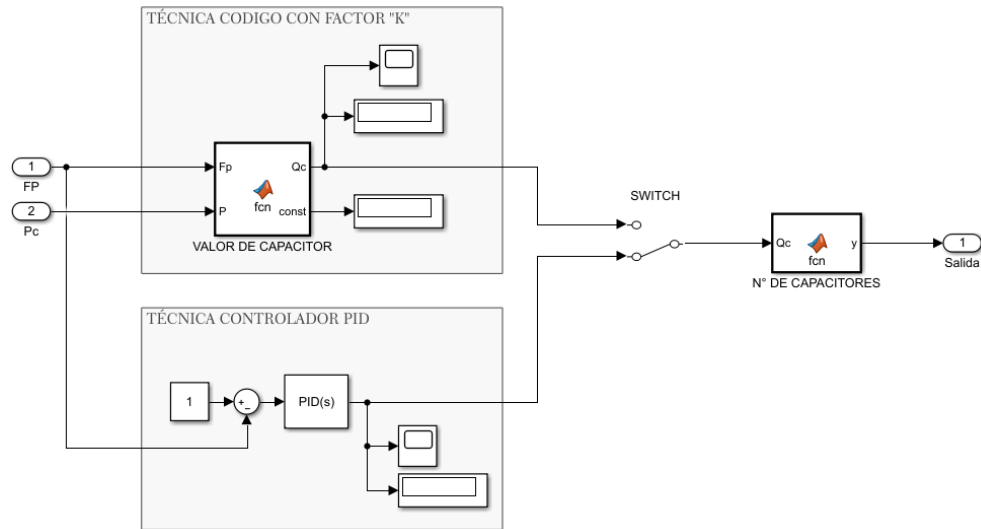 TÉCNICA CODIGO CON FACTOR "K"
1
FP
2
Pc
Fp
P
fcn
Qc
const
VALOR DE CAPACITOR
SWITCH
Qc
fcn
y
N° DE CAPACITORES
1
Salida
TÉCNICA CONTROLADOR PID
1
+
−
PID(s)